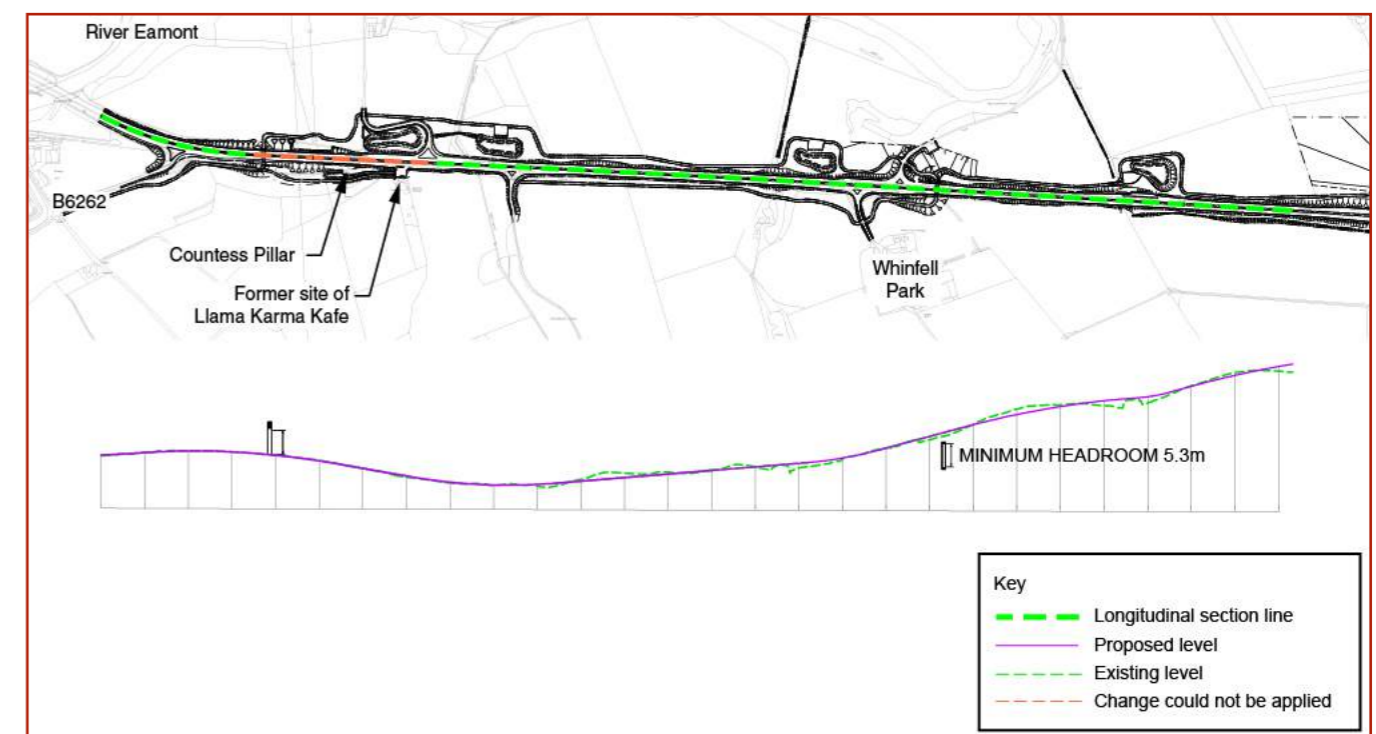 River Eamont
B6262
Countess Pillar
Former site of
Llama Karma Kafe
Whinfell
Park
MINIMUM HEADROOM 5.3m
Key
Longitudinal section line
Proposed level
Existing level
Change could not be applied